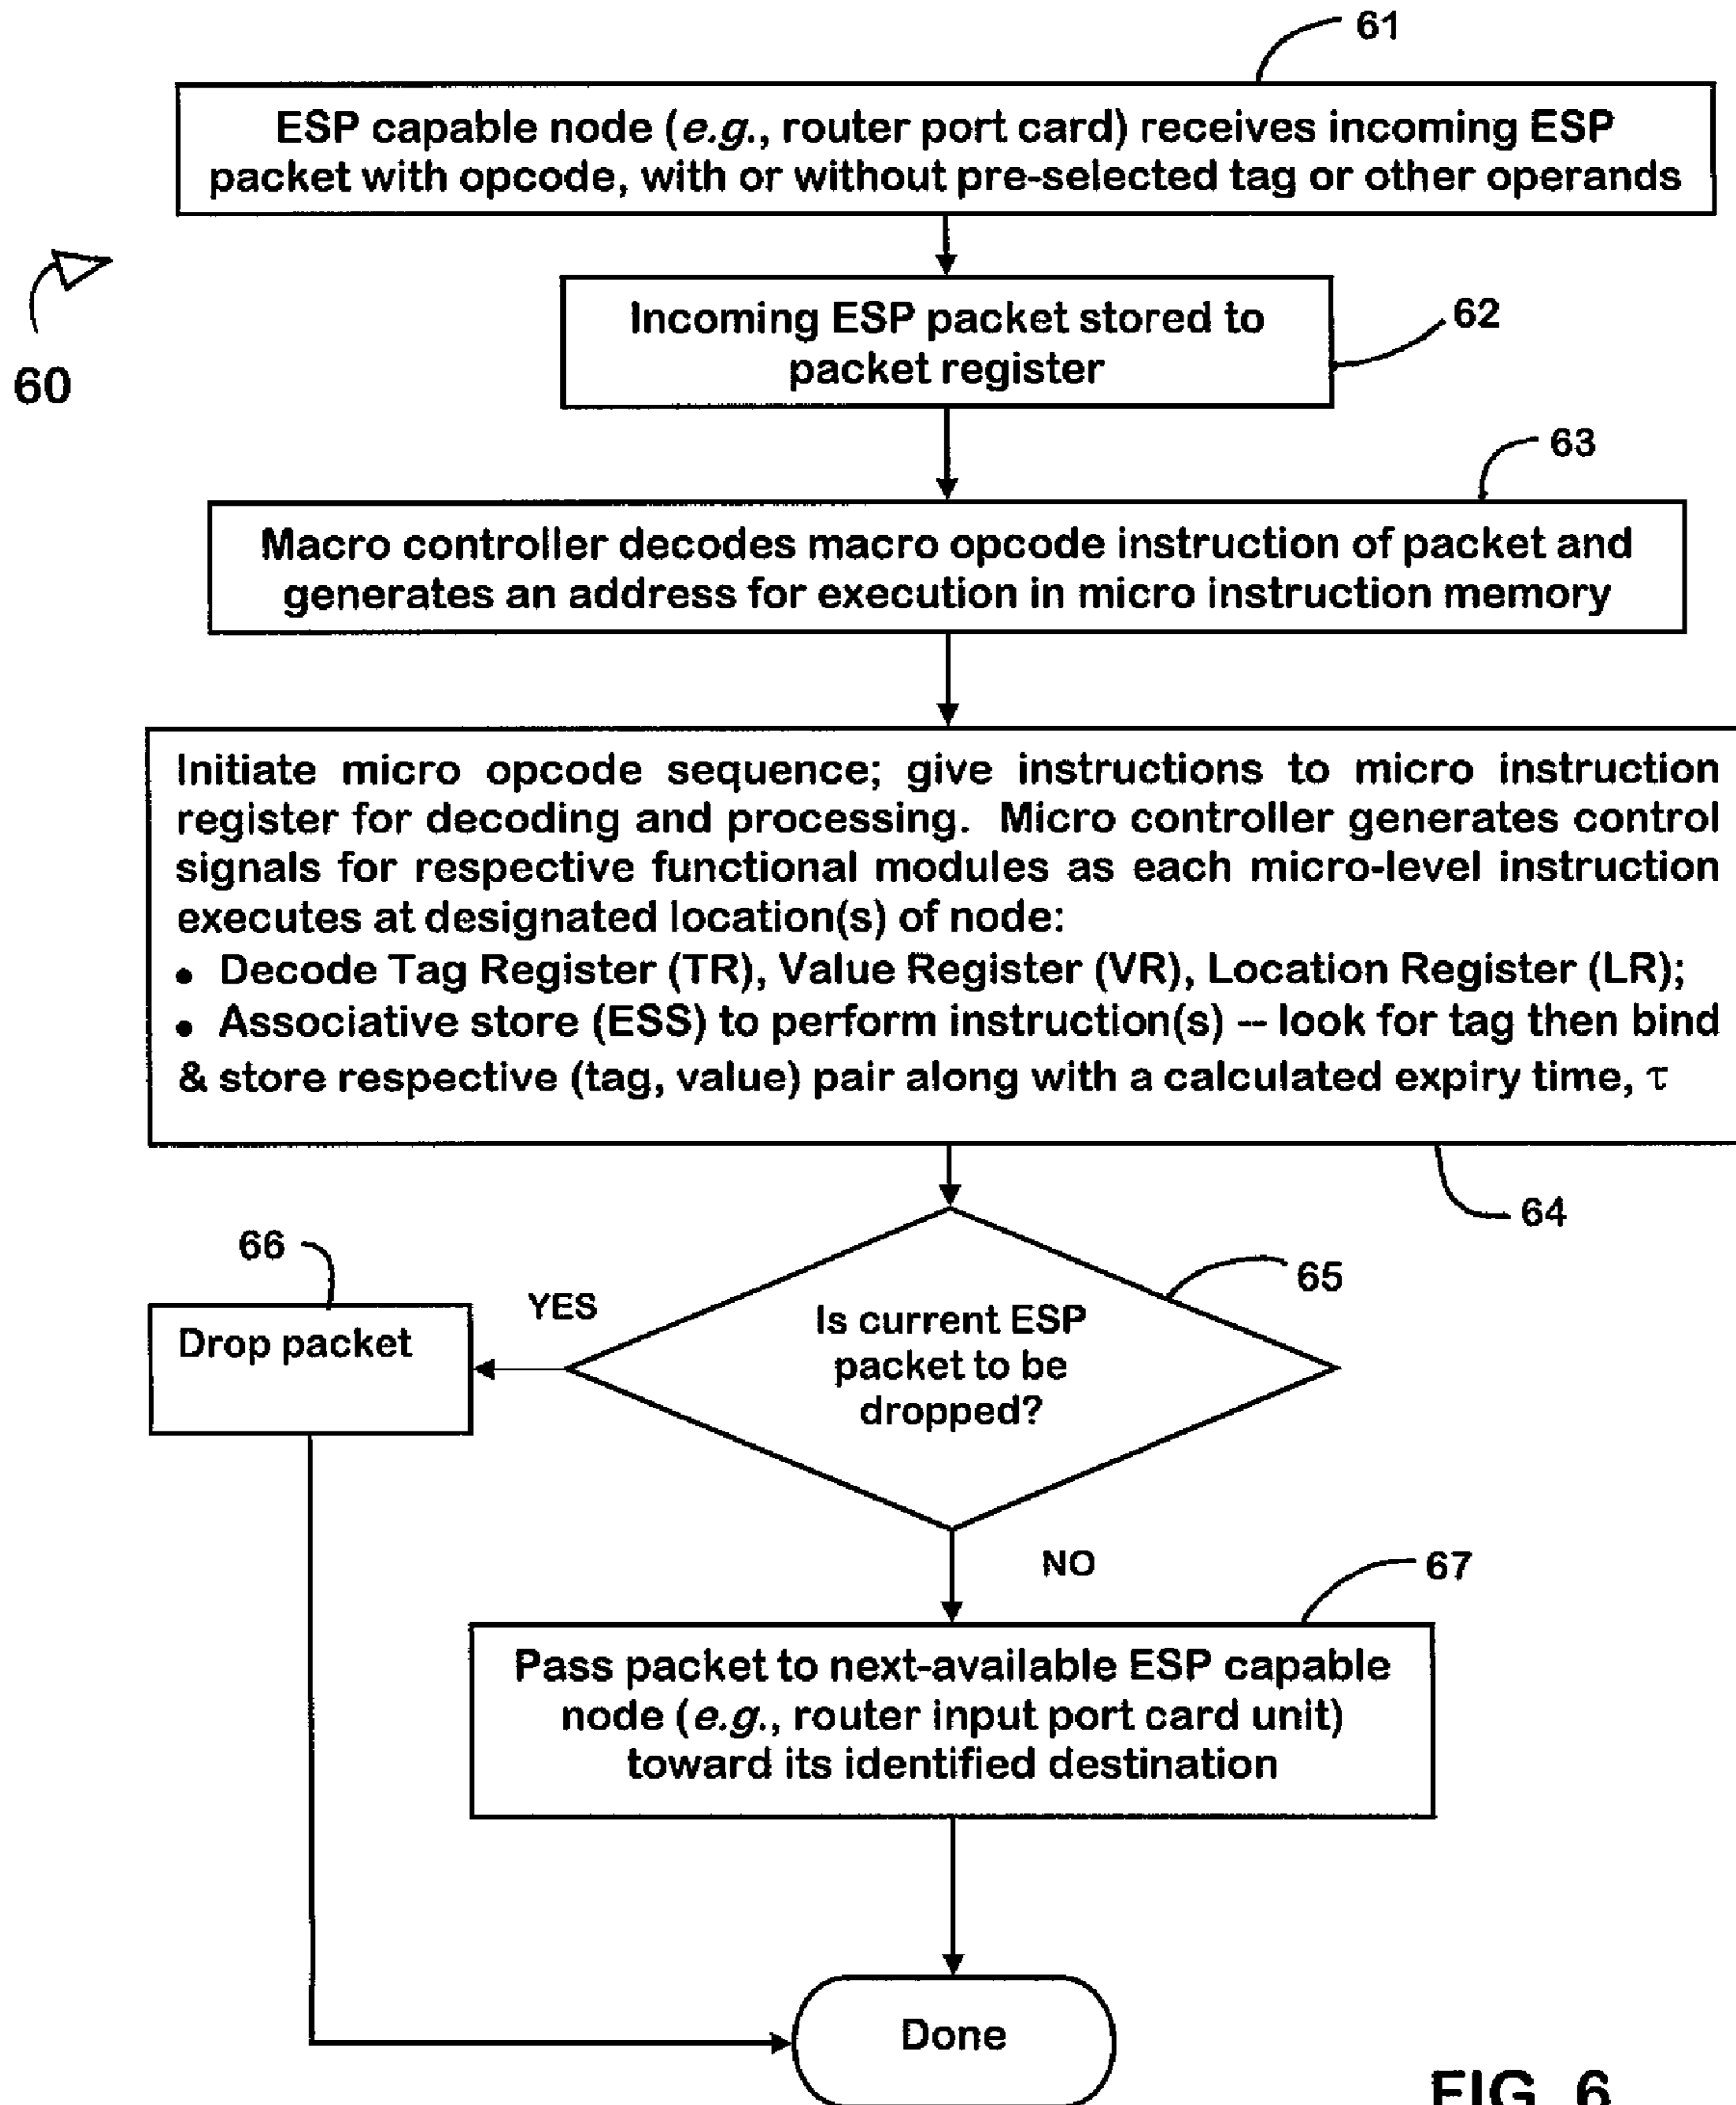 61
ESP capable node (e.g., router port card) receives incoming ESP
packet with opcode, with or without pre-selected tag or other operands
60
Incoming ESP packet stored to
packet register
62
63
Macro controller decodes macro opcode instruction of packet and
generates an address for execution in micro instruction memory
Initiate micro opcode sequence; give instructions to micro instruction
register for decoding and processing. Micro controller generates control
signals for respective functional modules as each micro-level instruction
executes at designated location(s) of node:
• Decode Tag Register (TR), Value Register (VR), Location Register (LR);
• Associative store (ESS) to perform instruction(s) -- look for tag then bind
& store respective (tag, value) pair along with a calculated expiry time, τ
64
65
Is current ESP
packet to be
dropped?
YES
66
Drop packet
NO
67
Pass packet to next-available ESP capable
node (e.g., router input port card unit)
toward its identified destination
Done
FIG. 6